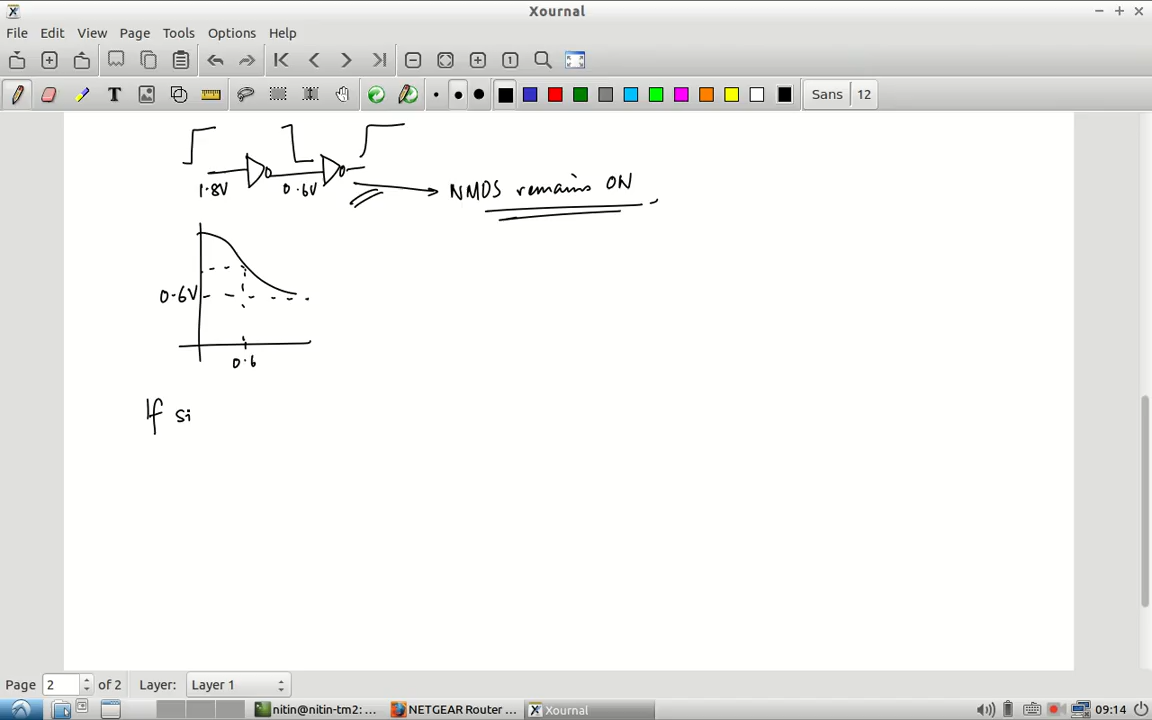 Xournal
File Edit View Page Tools Options Help
Sans 12
1.8V 0.6V NMOS remains ON
0.6V
0.6
If si
Page 2 of 2 Layer: Layer 1
nitin@nitin-tm2: ... NETGEAR Router ... Xournal 09:14